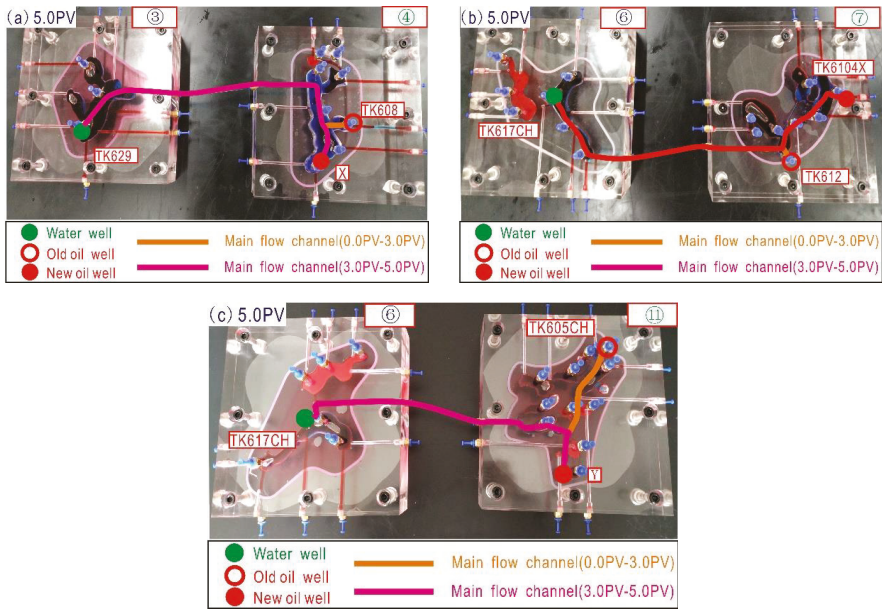 (a) 5.0PV
③
④
TK608
TK629
X
Water well
Old oil well
New oil well
Main flow channel(0.0PV-3.0PV)
Main flow channel(3.0PV-5.0PV)
(b) 5.0PV
⑥
⑦
TK6104X
TK617CH
TK612
Water well
Old oil well
New oil well
Main flow channel(0.0PV-3.0PV)
Main flow channel(3.0PV-5.0PV)
(c) 5.0PV
⑥
⑪
TK605CH
TK617CH
Y
Water well
Old oil well
New oil well
Main flow channel(0.0PV-3.0PV)
Main flow channel(3.0PV-5.0PV)